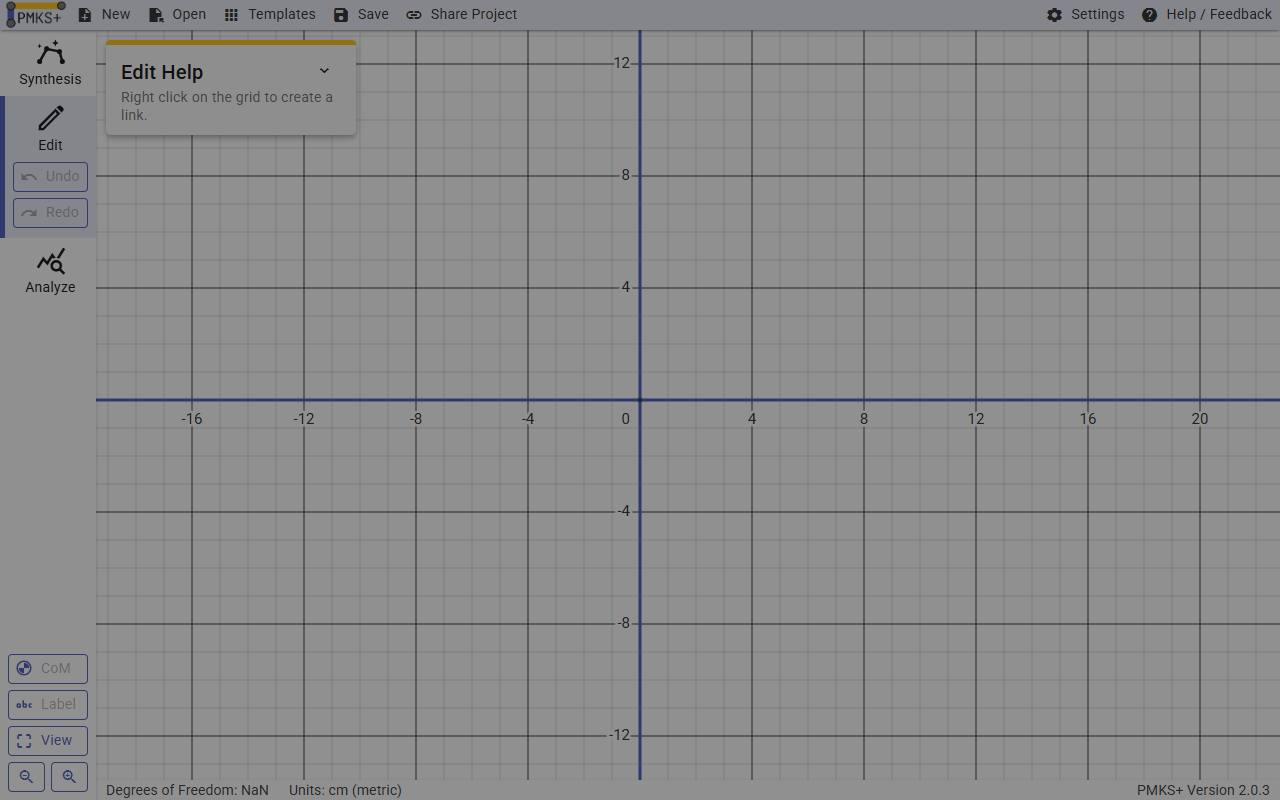 PMKS+ New Open Templates Save Share Project Settings Help / Feedback
Synthesis
Edit
Undo
Redo
Analyze
Edit Help
Right click on the grid to create a
link.
12
8
4
-16 -12 -8 -4 0 4 8 12 16 20
-4
-8
-12
CoM
abc Label
View
Degrees of Freedom: NaN Units: cm (metric) PMKS+ Version 2.0.3